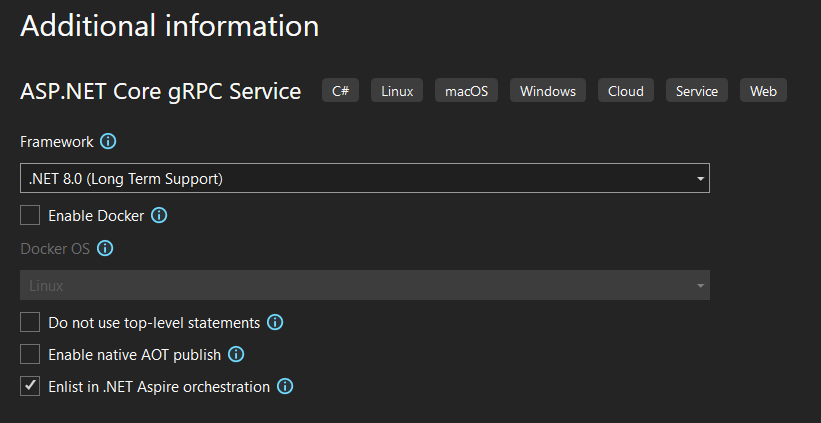 Additional information
ASP.NET Core gRPC Service C# Linux macOS Windows Cloud Service Web
Framework
.NET 8.0 (Long Term Support)
Enable Docker
Docker OS
Linux
Do not use top-level statements
Enable native AOT publish
Enlist in .NET Aspire orchestration